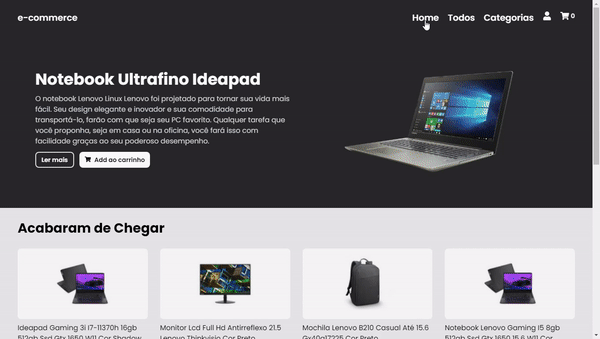 e-commerce
Home Todos Categorias 0
Notebook Ultrafino Ideapad
O notebook Lenovo Linux Lenovo foi projetado para tornar sua vida mais
fácil. Seu design elegante e inovador e sua comodidade para
transportá-lo, farão com que seja seu PC favorito. Qualquer tarefa que
você proponha, seja em casa ou na oficina, você fará isso com
facilidade graças ao seu poderoso desempenho.
Ler mais Add ao carrinho
Acabaram de Chegar
Ideapad Gaming 3i I7-11370h 16gb
512gb Ssd Gtx 1650 W11 Cor Shadow
Monitor Lcd Full Hd Antirreflexo 21.5
Lenovo Thinkvision Cor Preto
Mochila Lenovo B210 Casual Até 15.6
Gx40q17225 Cor Preto
Notebook Lenovo Gaming I5 8gb
512gb Ssd Gtx 1650 15.6 W11 Cor